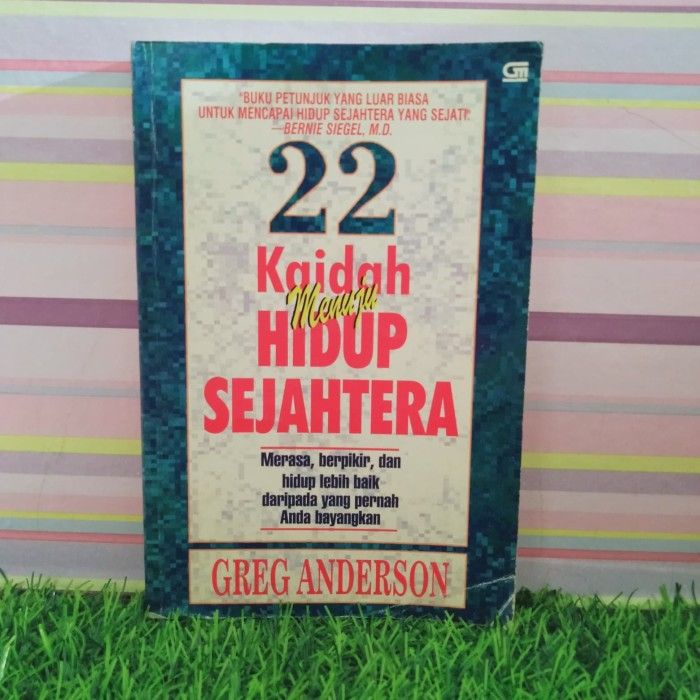 GM
"BUKU PETUNJUK YANG LUAR BIASA
UNTUK MENCAPAI HIDUP SEJAHTERA YANG SEJATI."
—BERNIE SIEGEL, M.D.
22
Kaidah
Menuju
HIDUP
SEJAHTERA
Merasa, berpikir, dan
hidup lebih baik
daripada yang pernah
Anda bayangkan
GREG ANDERSON